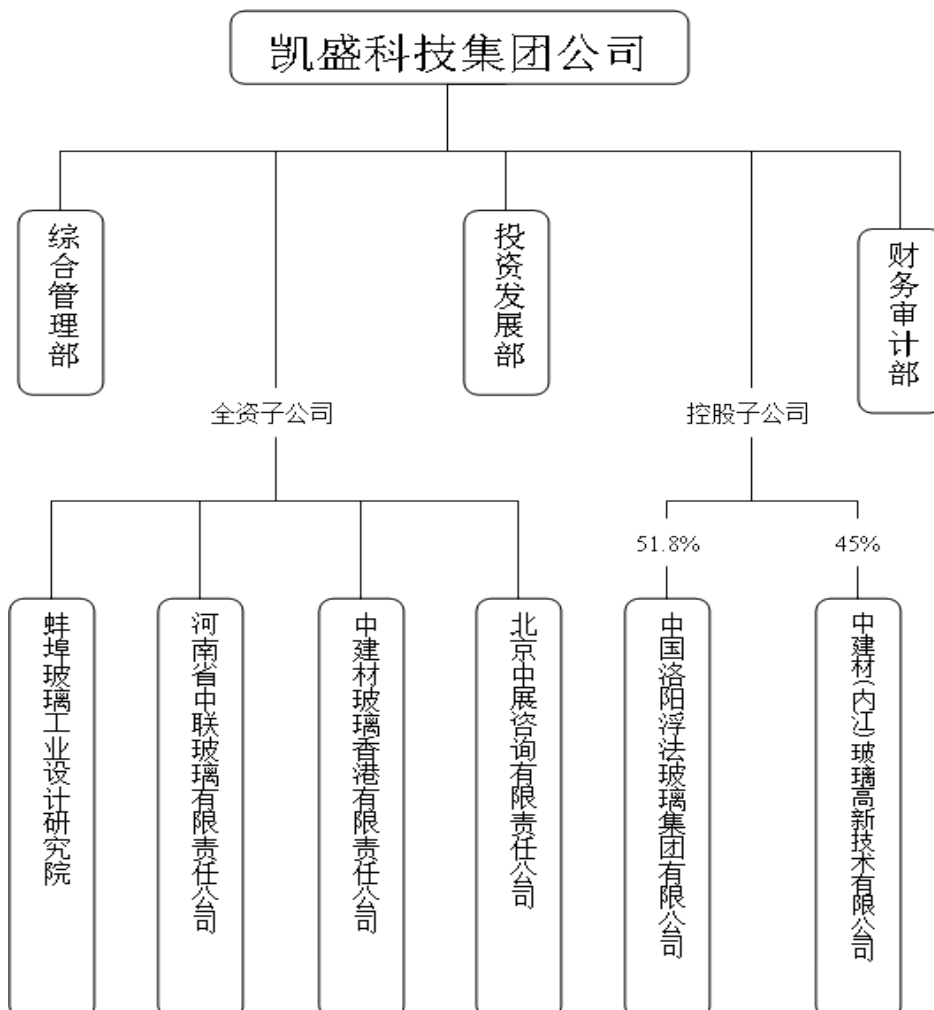 凯盛科技集团公司
综合管理部
投资发展部
财务审计部
全资子公司
控股子公司
51.8%
45%
蚌埠玻璃工业设计研究院
河南省中联玻璃有限责任公司
中建材玻璃香港有限责任公司
北京中展咨询有限责任公司
中国洛阳浮法玻璃集团有限公司
中建材(内江)玻璃高新技术有限公司